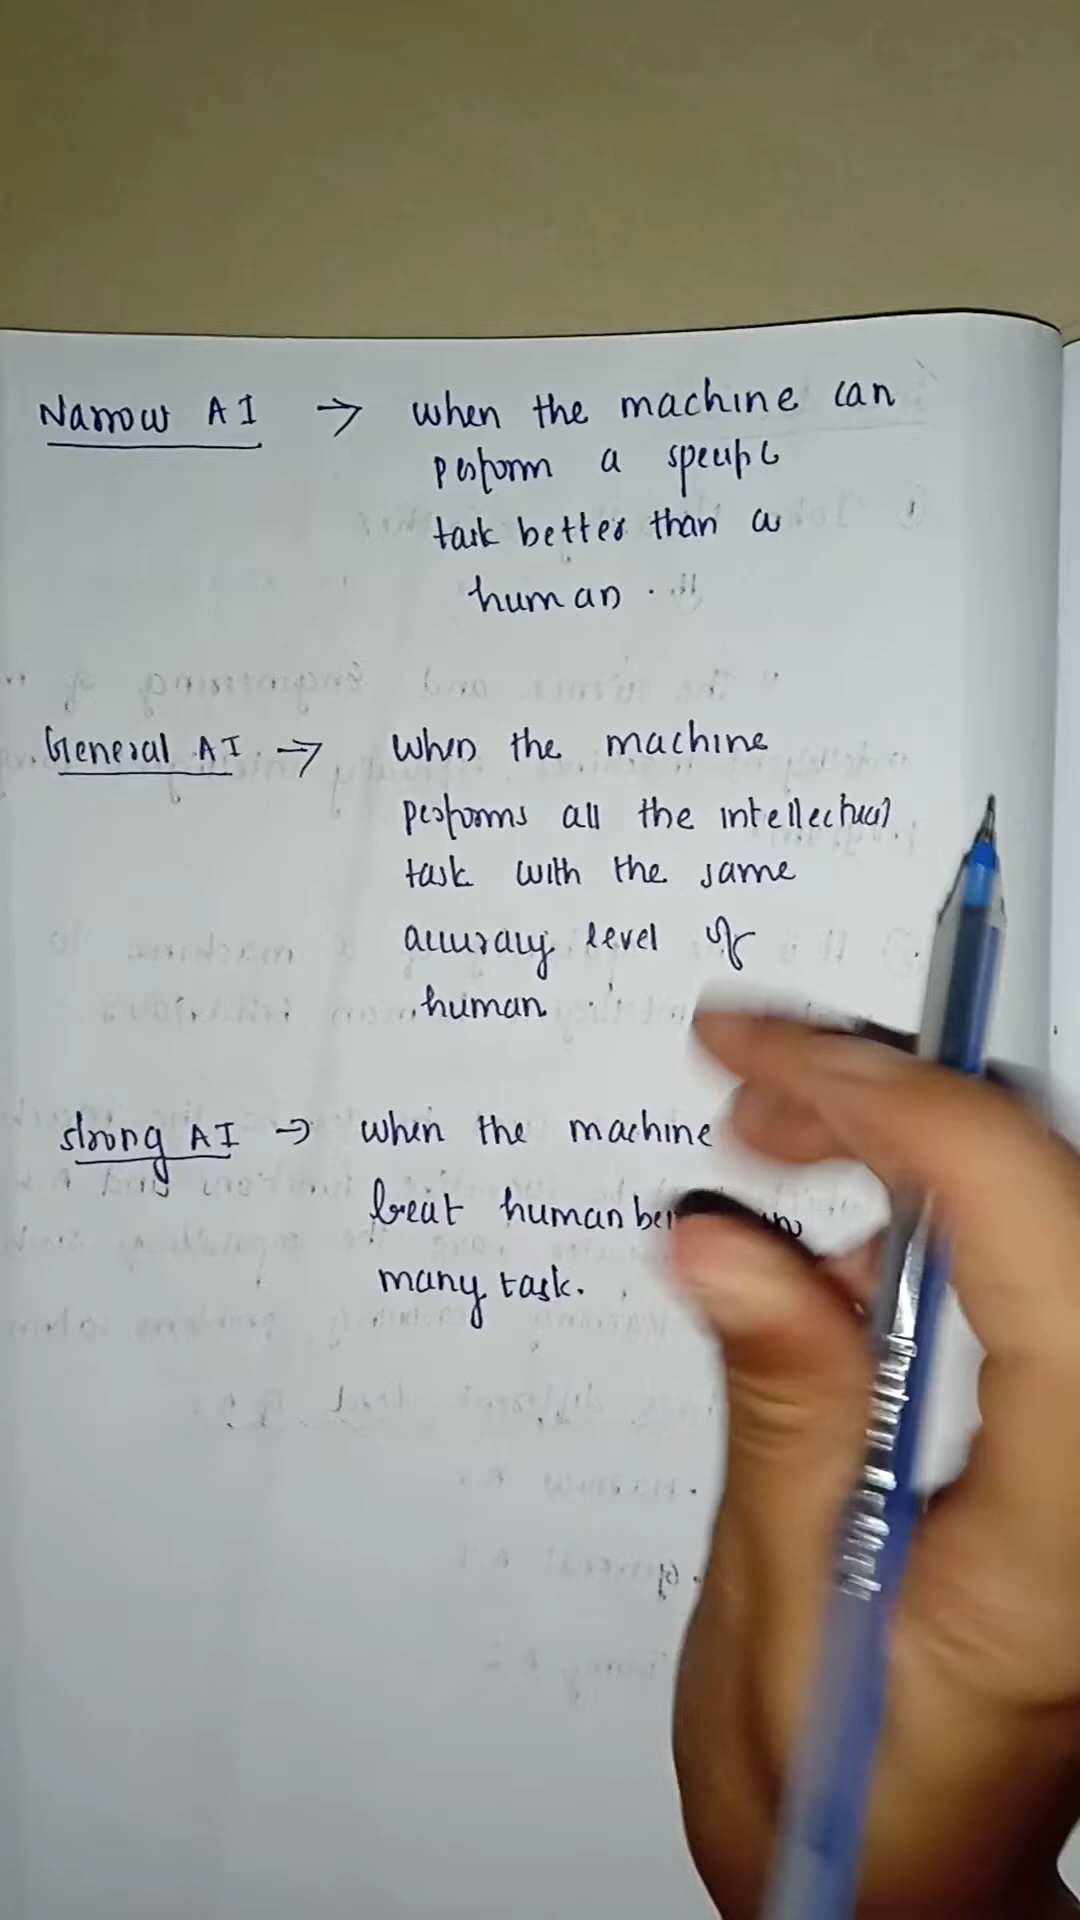 Narrow AI → when the machine can
perform a specific
task better than a
human.
General AI → when the machine
performs all the intellectual
task with the same
accuracy level of
human.
strong AI → when the machine
beat human
many task.